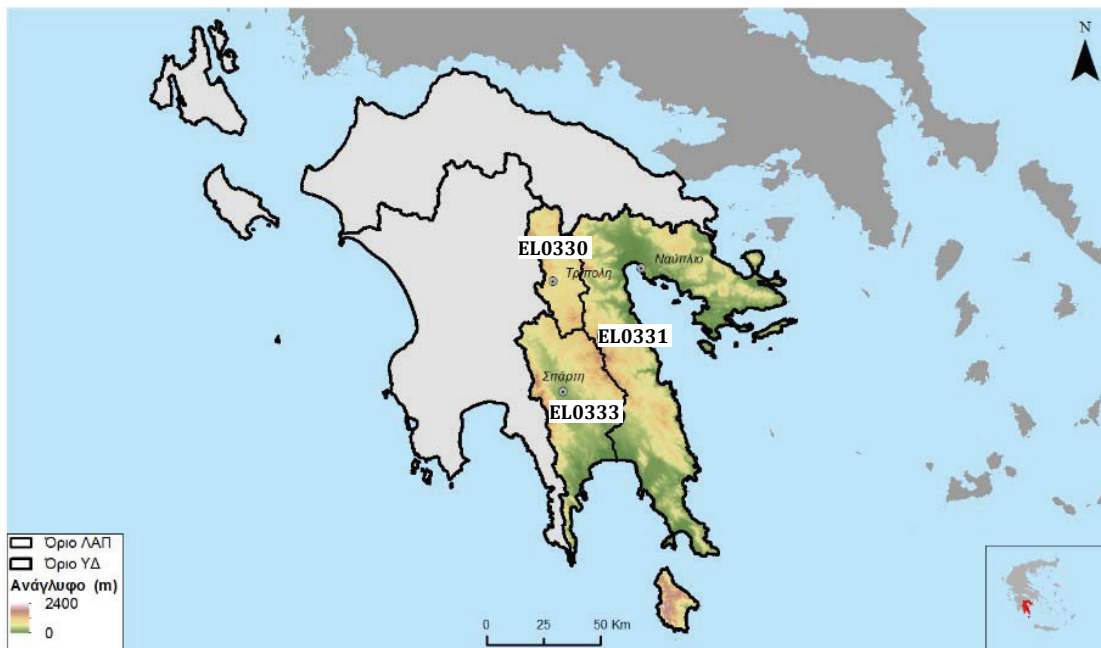 N
EL0330
Τρίπολη
Ναύπλιο
EL0331
Σπάρτη
EL0333
Όριο ΛΑΠ
Όριο ΥΔ
Ανάγλυφο (m)
2400
0
0 25 50 Km